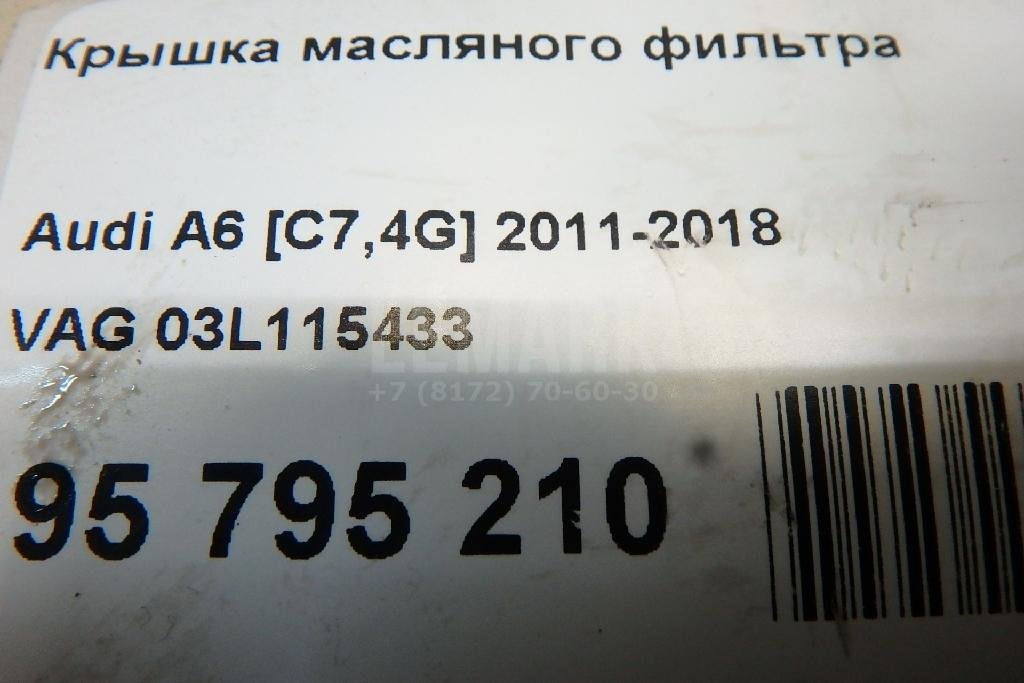 Крышка масляного фильтра
Audi A6 [C7,4G] 2011-2018
VAG 03L115433
+7 (8172) 70-60-30
95 795 210